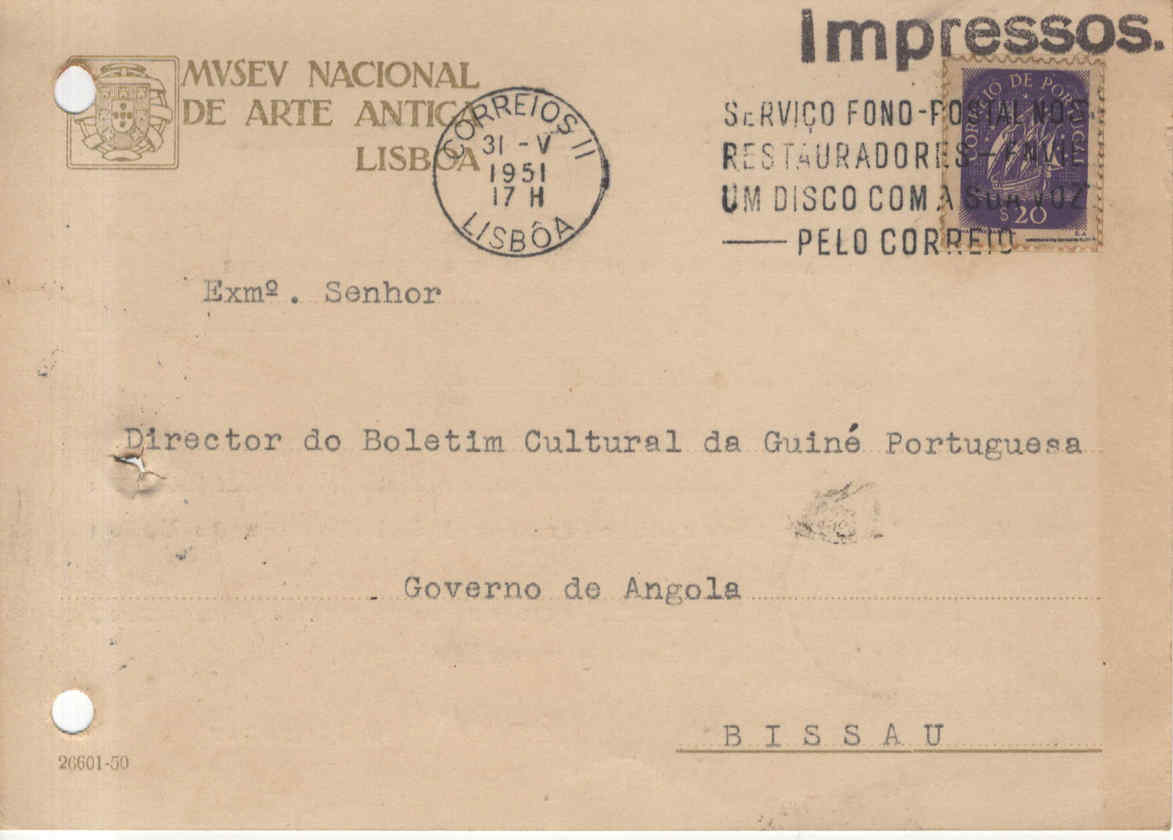 Impressos.
MVSEV NACIONAL
DE ARTE ANTIGA
LISBOA
CORREIOS II
31 - V
1951
17 H
LISBÔA
SERVIÇO FONO-POSTAL NOS
RESTAURADORES — ENVIE
UM DISCO COM A SUA VOZ
— PELO CORREIO —
CORREIO DE PORTUGAL
$20
Exmº. Senhor
Director do Boletim Cultural da Guiné Portuguesa
Governo de Angola
BISSAU
26601-50